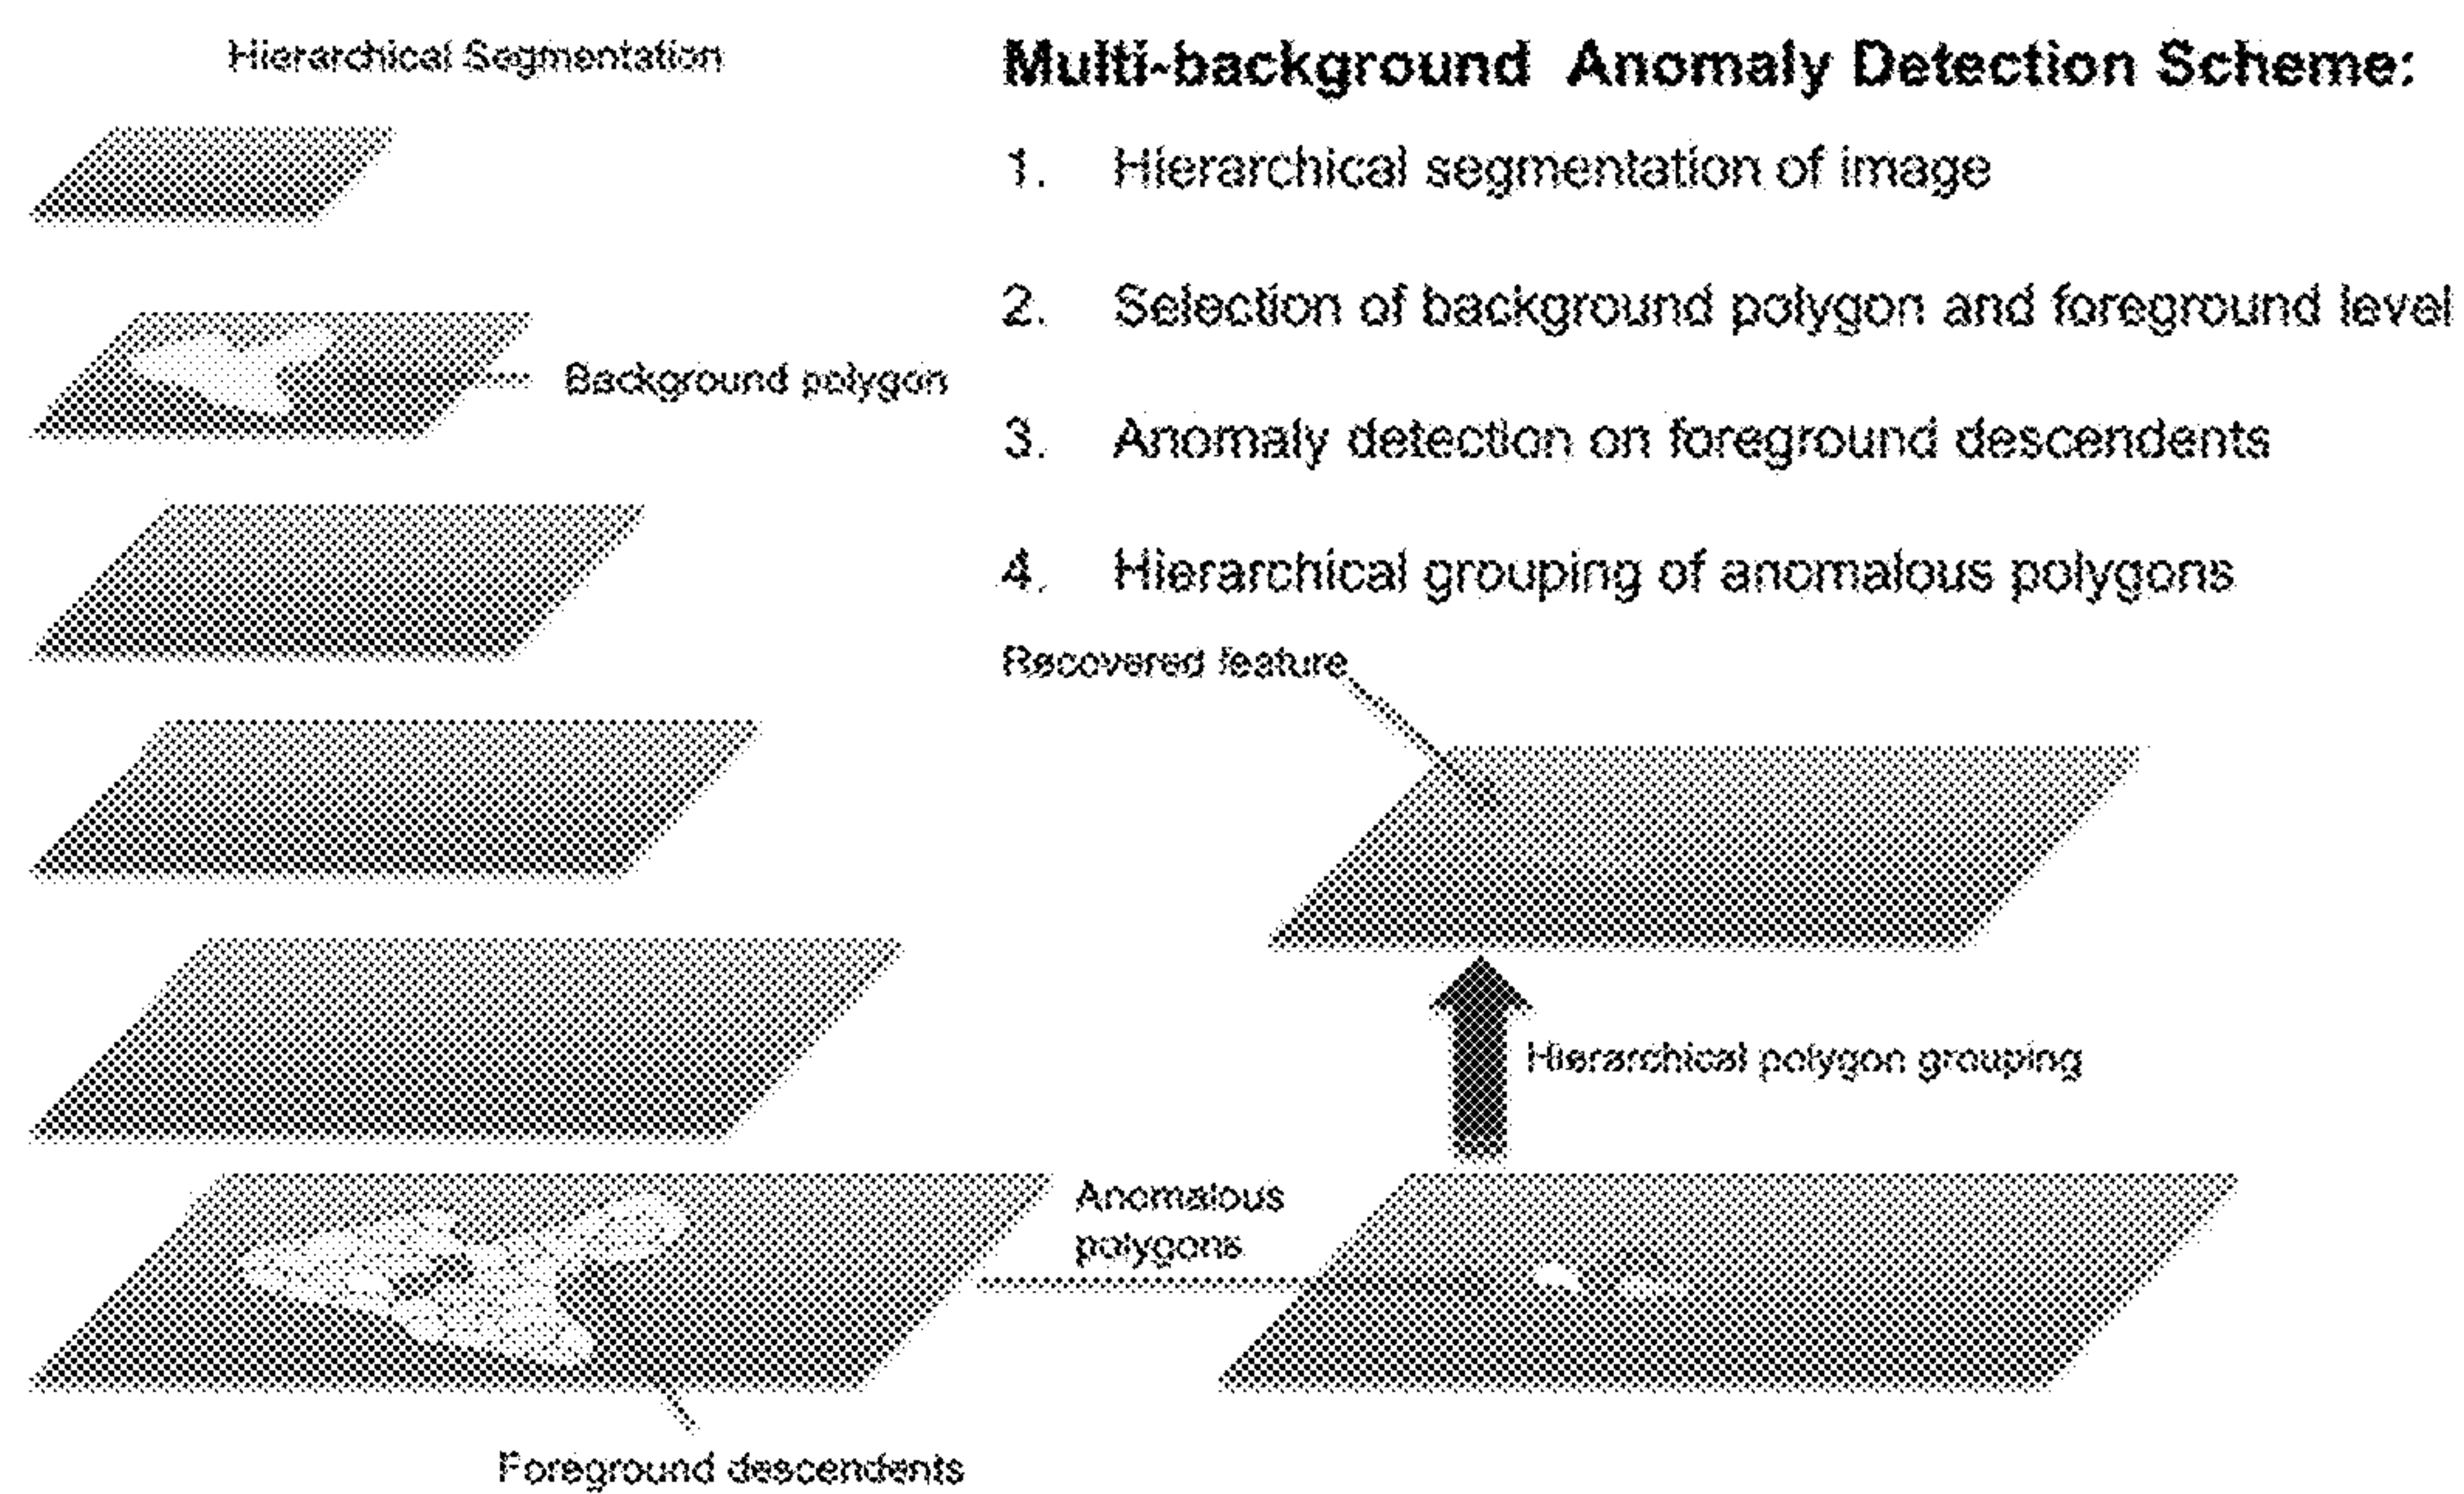 Hierarchical Segmentation
Multi-background Anomaly Detection Scheme:
1. Hierarchical segmentation of image
2. Selection of background polygon and foreground level
Background polygon
3. Anomaly detection on foreground descendents
4. Hierarchical grouping of anomalous polygons
Recovered feature
Hierarchical polygon grouping
Anomalous
polygons
Foreground descendents